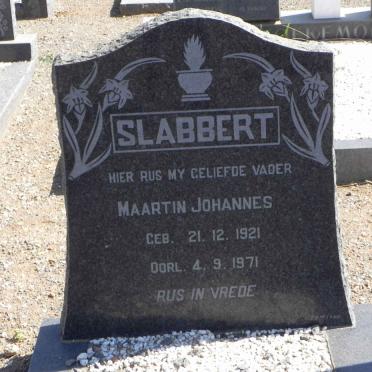 SLABBERT
HIER RUS MY GELIEFDE VADER
MAARTIN JOHANNES
GEB. 21. 12. 1921
OORL. 4. 9. 1971
RUS IN VREDE